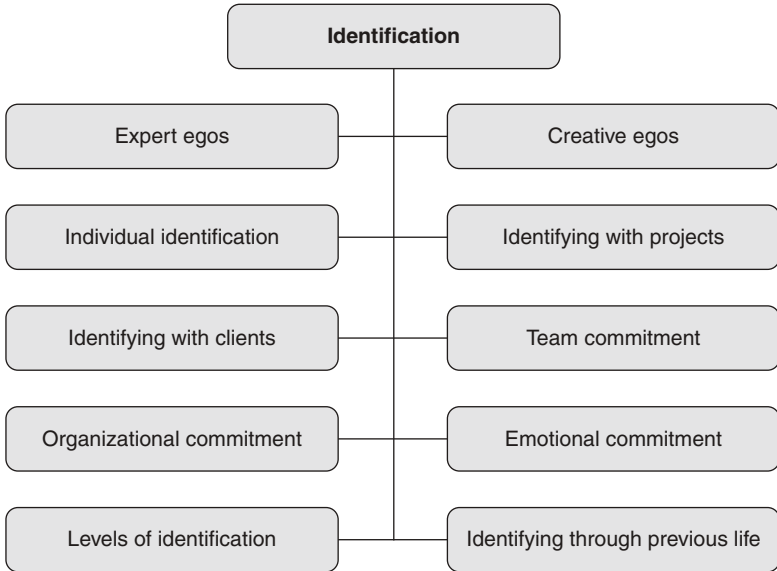 Identification
Expert egos
Creative egos
Individual identification
Identifying with projects
Identifying with clients
Team commitment
Organizational commitment
Emotional commitment
Levels of identification
Identifying through previous life